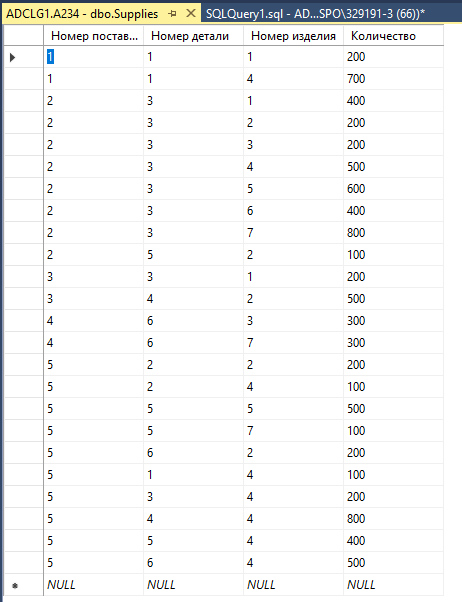 ADCLG1.A234 - dbo.Supplies SQLQuery1.sql - AD...SPO\329191-3 (66))*
Номер постав... Номер детали Номер изделия Количество
1 1 1 200
1 1 4 700
2 3 1 400
2 3 2 200
2 3 3 200
2 3 4 500
2 3 5 600
2 3 6 400
2 3 7 800
2 5 2 100
3 3 1 200
3 4 2 500
4 6 3 300
4 6 7 300
5 2 2 200
5 2 4 100
5 5 5 500
5 5 7 100
5 6 2 200
5 1 4 100
5 3 4 200
5 4 4 800
5 5 4 400
5 6 4 500
NULL NULL NULL NULL